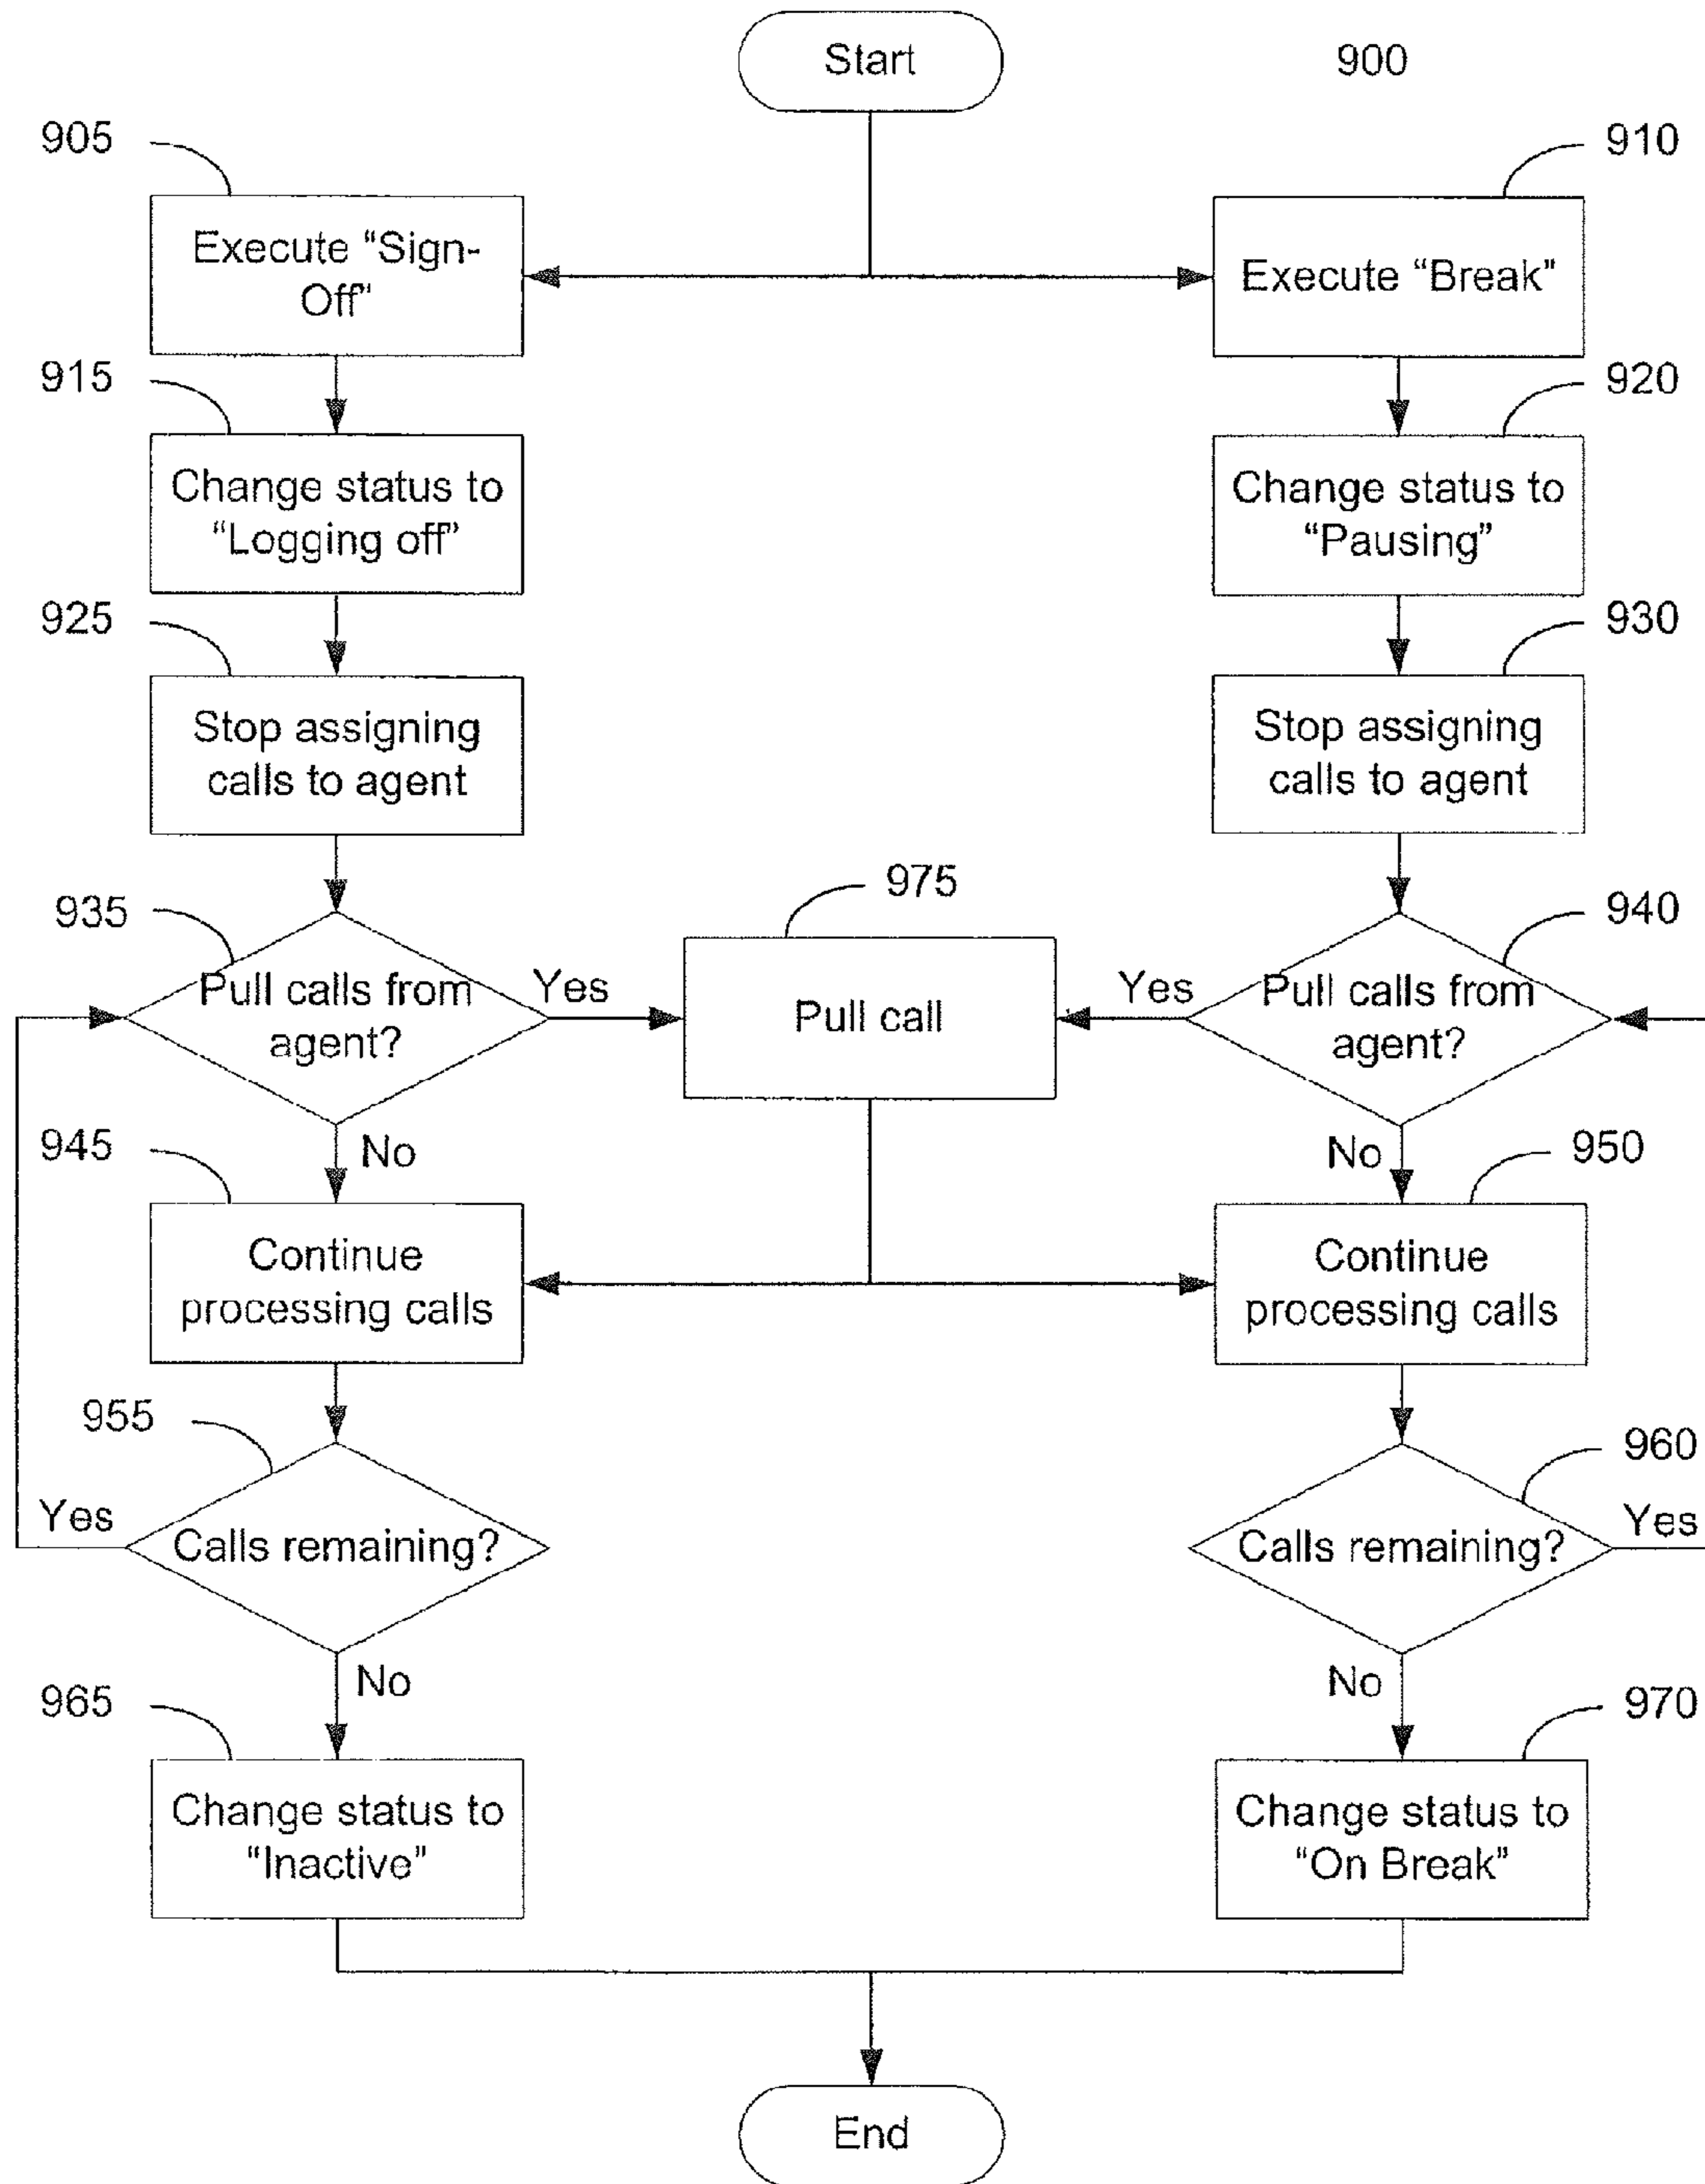 Start
900
905
910
Execute “Sign-
Off”
Execute “Break”
915
920
Change status to
“Logging off”
Change status to
“Pausing”
925
930
Stop assigning
calls to agent
Stop assigning
calls to agent
935
975
940
Pull calls from
agent?
Yes
Pull call
Yes
Pull calls from
agent?
945
No
No
950
Continue
processing calls
Continue
processing calls
955
960
Yes
Calls remaining?
Calls remaining?
Yes
965
No
No
970
Change status to
“Inactive”
Change status to
“On Break”
End